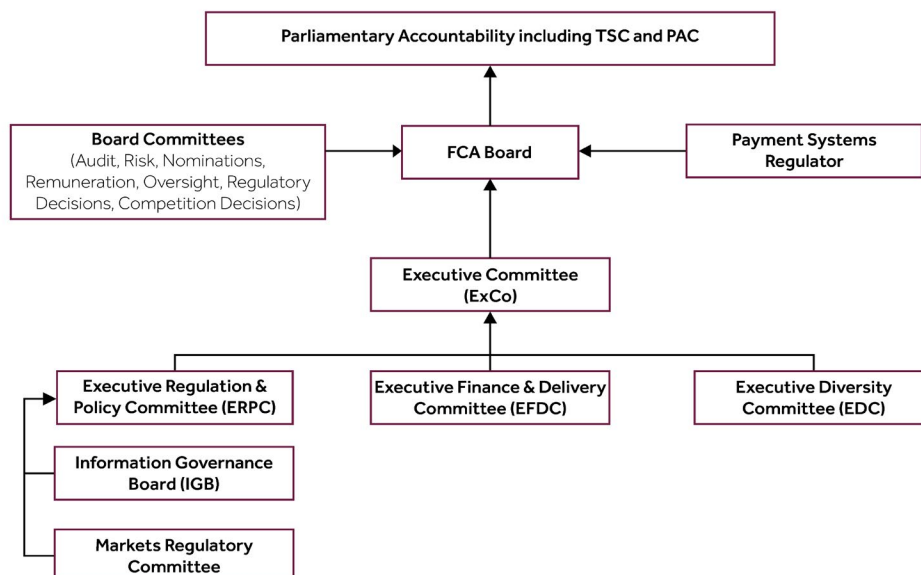 Parliamentary Accountability including TSC and PAC
Board Committees
(Audit, Risk, Nominations,
Remuneration, Oversight, Regulatory
Decisions, Competition Decisions)
FCA Board
Payment Systems
Regulator
Executive Committee
(ExCo)
Executive Regulation &
Policy Committee (ERPC)
Executive Finance & Delivery
Committee (EFDC)
Executive Diversity
Committee (EDC)
Information Governance
Board (IGB)
Markets Regulatory
Committee